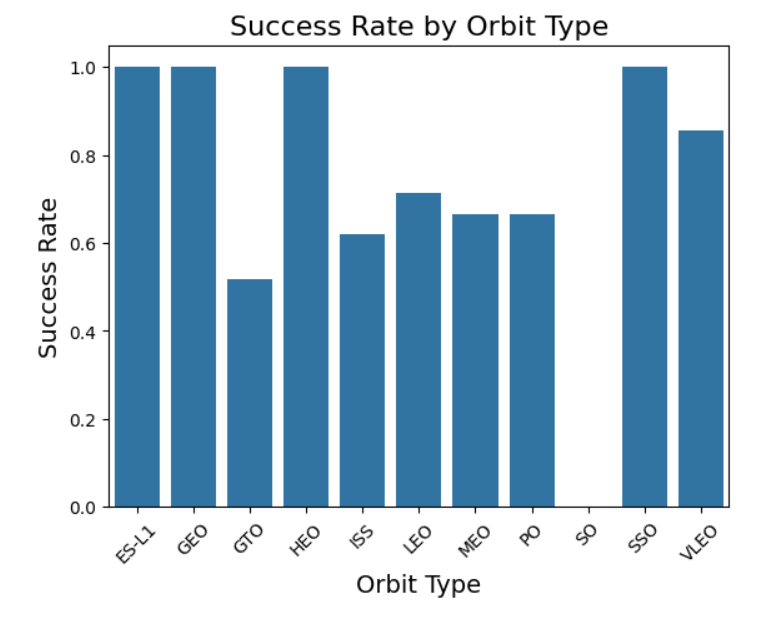 Success Rate by Orbit Type
1.0
0.8
0.6
0.4
0.2
0.0
Success Rate
ES-L1
GEO
GTO
HEO
ISS
LEO
MEO
PO
SO
SSO
VLEO
Orbit Type